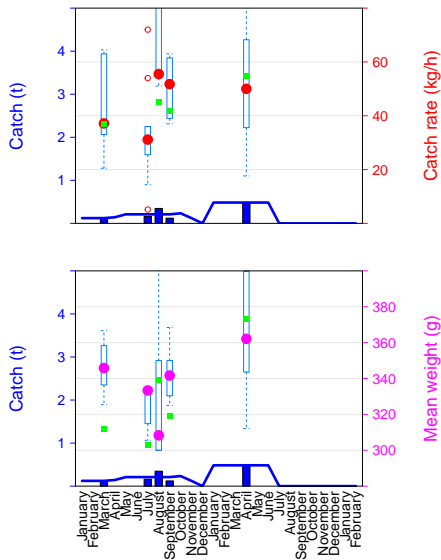 5
4
3
2
1
Catch (t)
60
40
20
Catch rate (kg/h)
4
3
2
1
Catch (t)
380
360
340
320
300
Mean weight (g)
January
February
March
April
May
June
July
August
September
October
November
December
January
February
March
April
May
June
July
August
September
October
November
December
January
February